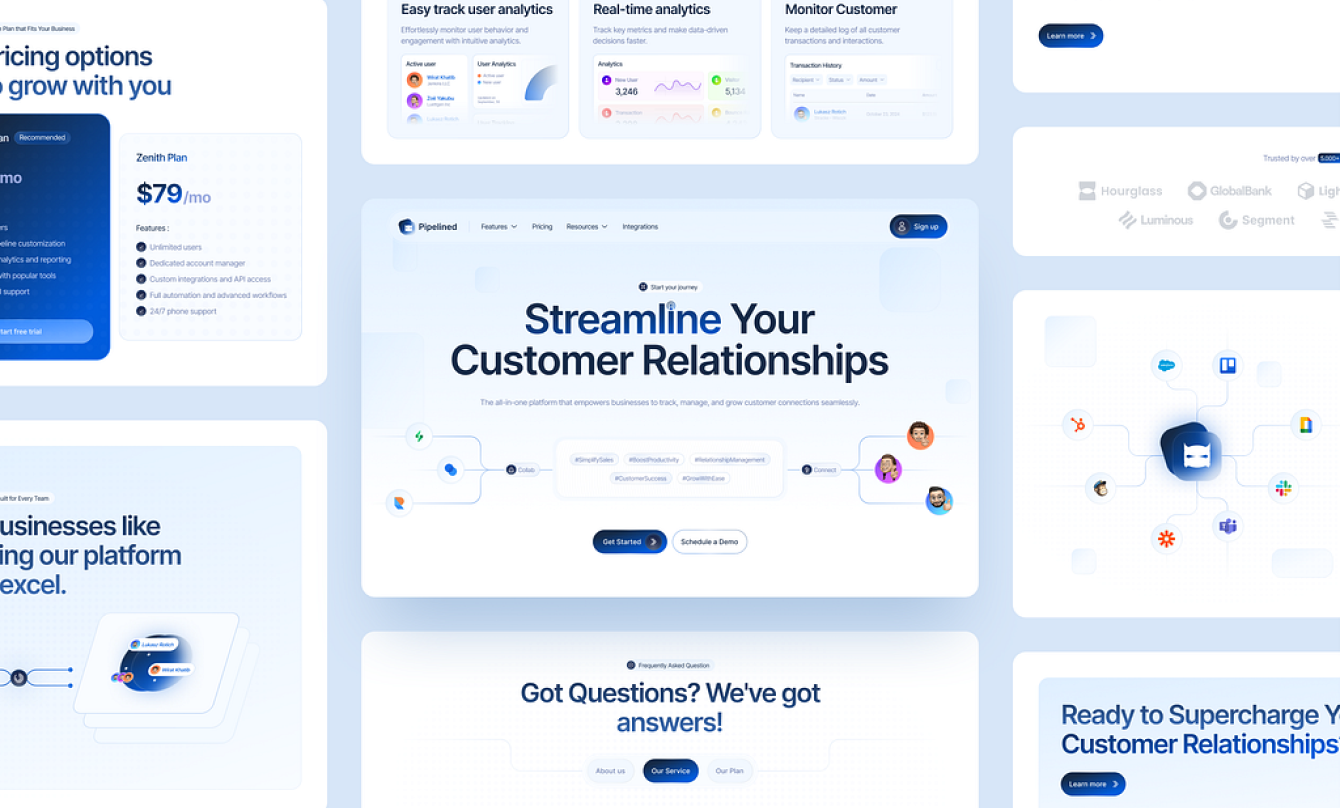 Plan that Fits Your Business
ricing options
o grow with you
an
Recommended
mo
ers
eline customization
nalytics and reporting
with popular tools
l support
tart free trial
Zenith Plan
$79/mo
Features :
Unlimited users
Dedicated account manager
Custom integrations and API access
Full automation and advanced workflows
24/7 phone support
uilt for Every Team
usinesses like
ing our platform
excel.
Lukasz Rotich
Wiral Khatib
Easy track user analytics
Effortlessly monitor user behavior and
engagement with intuitive analytics.
Active user
Wiral Khatib
Zoé Yakubu
User Analytics
Active user
New user
Real-time analytics
Track key metrics and make data-driven
decisions faster.
Analytics
New User
3,246
5,134
Transaction
Monitor Customer
Keep a detailed log of all customer
transactions and interactions.
Transaction History
Recipient
Status
Amount
Name
Date
Lukasz Rotich
Pipelined
Features
Pricing
Resources
Integrations
Sign up
Start your journey
Streamline Your
Customer Relationships
The all-in-one platform that empowers businesses to track, manage, and grow customer connections seamlessly.
Collab
#SimplifySales
#BoostProductivity
#RelationshipManagement
#CustomerSuccess
#GrowWithEase
Connect
Get Started
Schedule a Demo
Frequently Asked Question
Got Questions? We've got
answers!
About us
Our Service
Our Plan
Learn more
Trusted by over 5,000+
Hourglass
GlobalBank
Ligh
Luminous
Segment
Ready to Supercharge Y
Customer Relationships
Learn more